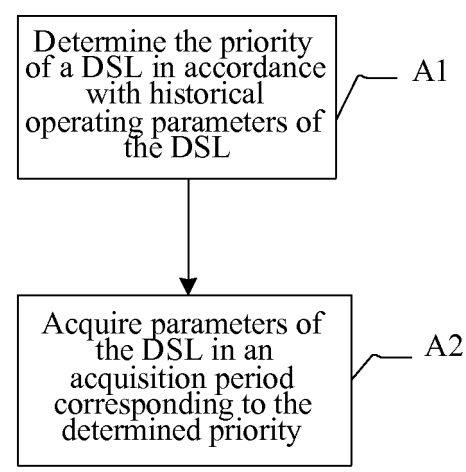 Determine the priority
of a DSL in accordance
with historical
operating parameters of
the DSL
A1
Acquire parameters of
the DSL in an
acquisition period
corresponding to the
determined priority
A2